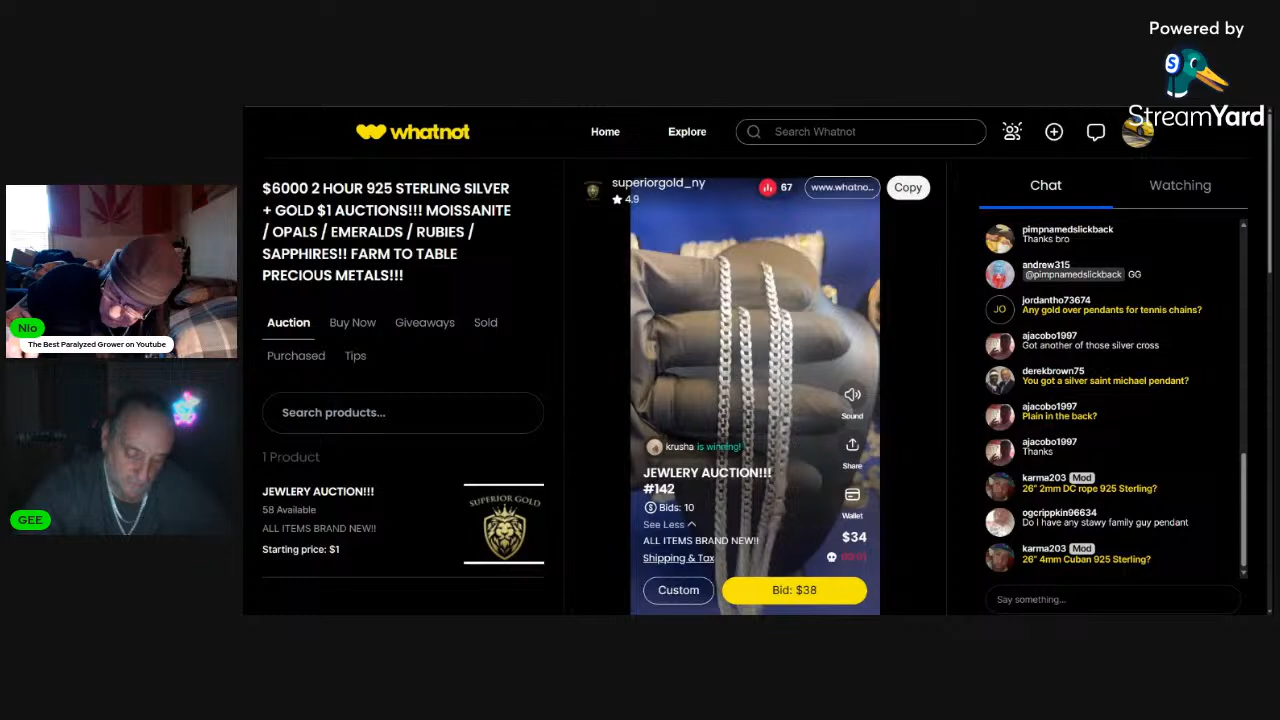 Powered by
StreamYard
whatnot
Home
Explore
Search Whatnot
$6000 2 HOUR 925 STERLING SILVER
+ GOLD $1 AUCTIONS!!! MOISSANITE
/ OPALS / EMERALDS / RUBIES /
SAPPHIRES!! FARM TO TABLE
PRECIOUS METALS!!!
Auction
Buy Now
Giveaways
Sold
Purchased
Tips
Search products...
1 Product
JEWLERY AUCTION!!!
58 Available
ALL ITEMS BRAND NEW!!
Starting price: $1
SUPERIOR GOLD
superiorgold_ny
4.9
67
www.whatno...
Copy
Sound
Share
Wallet
krusha is winning!
JEWLERY AUCTION!!!
#142
Bids: 10
See Less
ALL ITEMS BRAND NEW!!
Shipping & Tax
$34
Custom
Bid: $38
Chat
Watching
pimpnamedslickback
Thanks bro
andrew315
@pimpnamedslickback GG
JO
jordantho73674
Any gold over pendants for tennis chains?
ajacobo1997
Got another of those silver cross
derekbrown75
You got a silver saint michael pendant?
ajacobo1997
Plain in the back?
ajacobo1997
Thanks
karma203 Mod
26" 2mm DC rope 925 Sterling?
ogcrippkin96634
Do I have any stawy family guy pendant
karma203 Mod
26" 4mm Cuban 925 Sterling?
Say something...
Nio
The Best Paralyzed Grower on Youtube
GEE